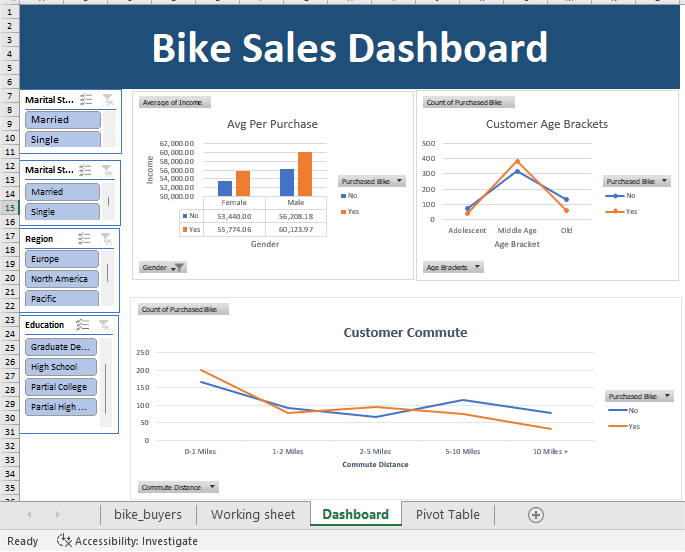 Bike Sales Dashboard
Marital St...
Married
Single
Marital St...
Married
Single
Region
Europe
North America
Pacific
Education
Graduate De...
High School
Partial College
Partial High ...
Average of Income
Avg Per Purchase
Income
62,000.00
60,000.00
58,000.00
56,000.00
54,000.00
52,000.00
50,000.00
Female Male
No 53,440.00 56,208.18
Yes 55,774.06 60,123.97
Gender
Purchased Bike
No
Yes
Gender
Count of Purchased Bike
Customer Age Brackets
500
400
300
200
100
0
Adolescent Middle Age Old
Age Bracket
Purchased Bike
No
Yes
Age Brackets
Count of Purchased Bike
Customer Commute
250
200
150
100
50
0
0-1 Miles 1-2 Miles 2-5 Miles 5-10 Miles 10 Miles +
Commute Distance
Purchased Bike
No
Yes
Commute Distance
1
2
3
4
5
6
7
8
9
10
11
12
13
14
15
16
17
18
19
20
21
22
23
24
25
26
27
28
29
30
31
32
33
34
35
bike_buyers Working sheet Dashboard Pivot Table
Ready Accessibility: Investigate